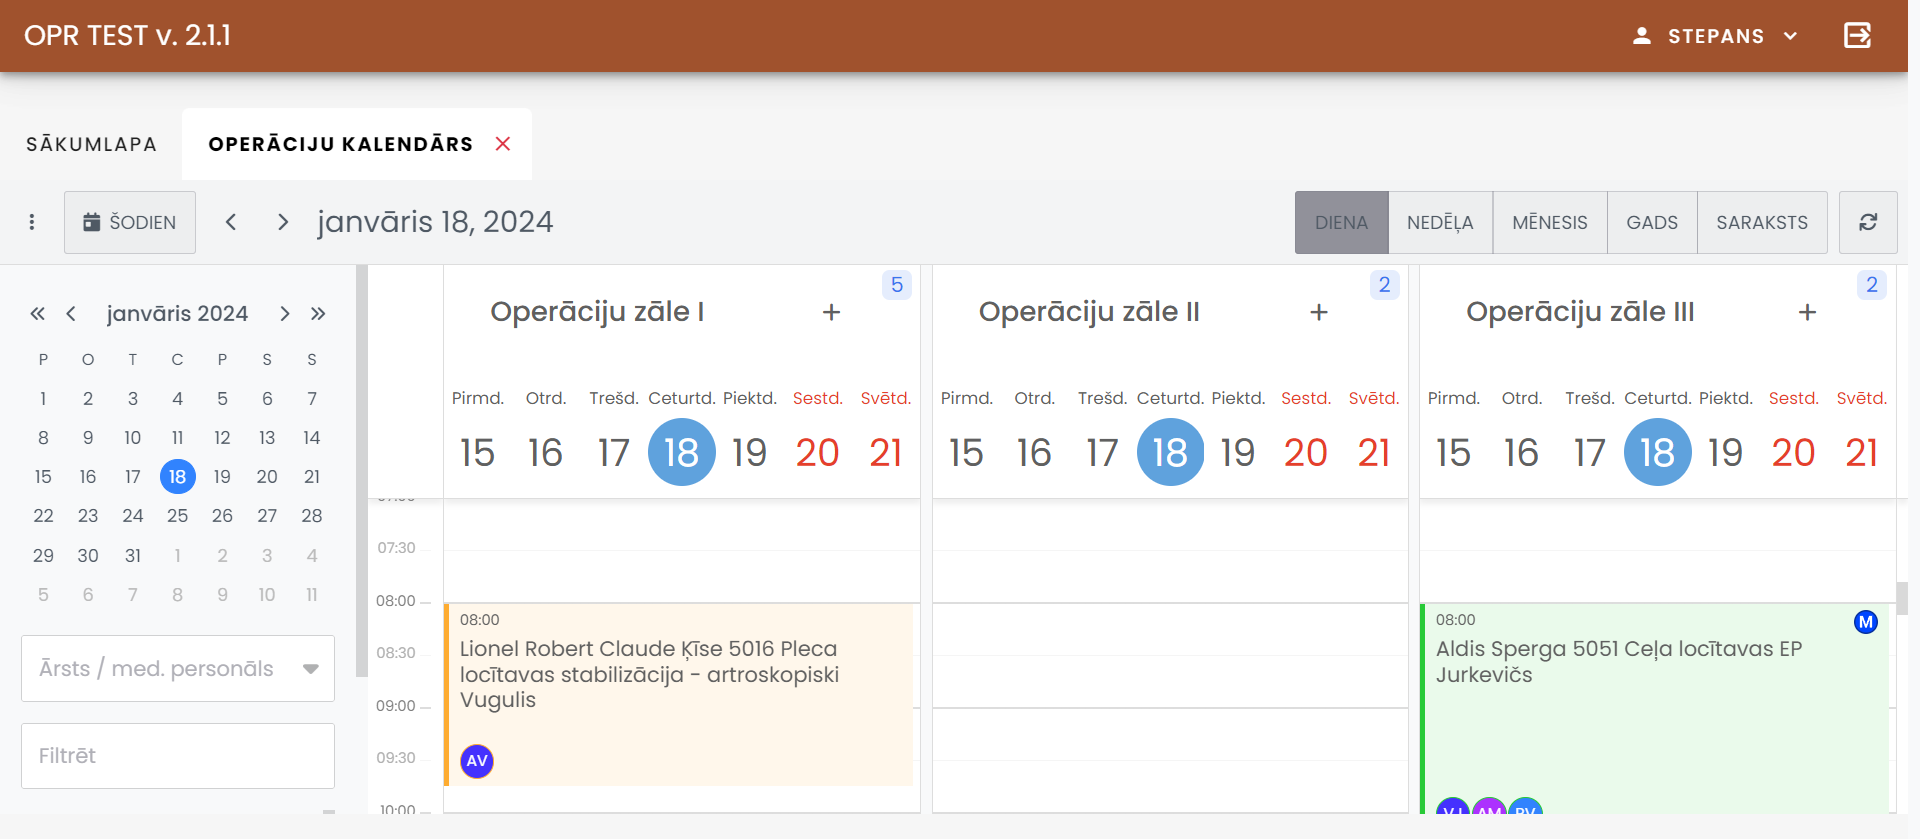 OPR TEST v. 2.1.1
STEPANS
SĀKUMLAPA
OPERĀCIJU KALENDĀRS
ŠODIEN
janvāris 18, 2024
DIENA NEDĒĻA MĒNESIS GADS SARAKSTS
janvāris 2024
P O T C P S S
1 2 3 4 5 6 7
8 9 10 11 12 13 14
15 16 17 18 19 20 21
22 23 24 25 26 27 28
29 30 31 1 2 3 4
5 6 7 8 9 10 11
Ārsts / med. personāls
Filtrēt
5
Operāciju zāle I +
Pirmd. Otrd. Trešd. Ceturtd. Piektd. Sestd. Svētd.
15 16 17 18 19 20 21
2
Operāciju zāle II +
Pirmd. Otrd. Trešd. Ceturtd. Piektd. Sestd. Svētd.
15 16 17 18 19 20 21
2
Operāciju zāle III +
Pirmd. Otrd. Trešd. Ceturtd. Piektd. Sestd. Svētd.
15 16 17 18 19 20 21
07:30
08:00
08:30
09:00
09:30
10:00
08:00
Lionel Robert Claude Ķīse 5016 Pleca
locītavas stabilizācija - artroskopiski
Vugulis
AV
08:00
M
Aldis Sperga 5051 Ceļa locītavas EP
Jurkevičs
VJ AM